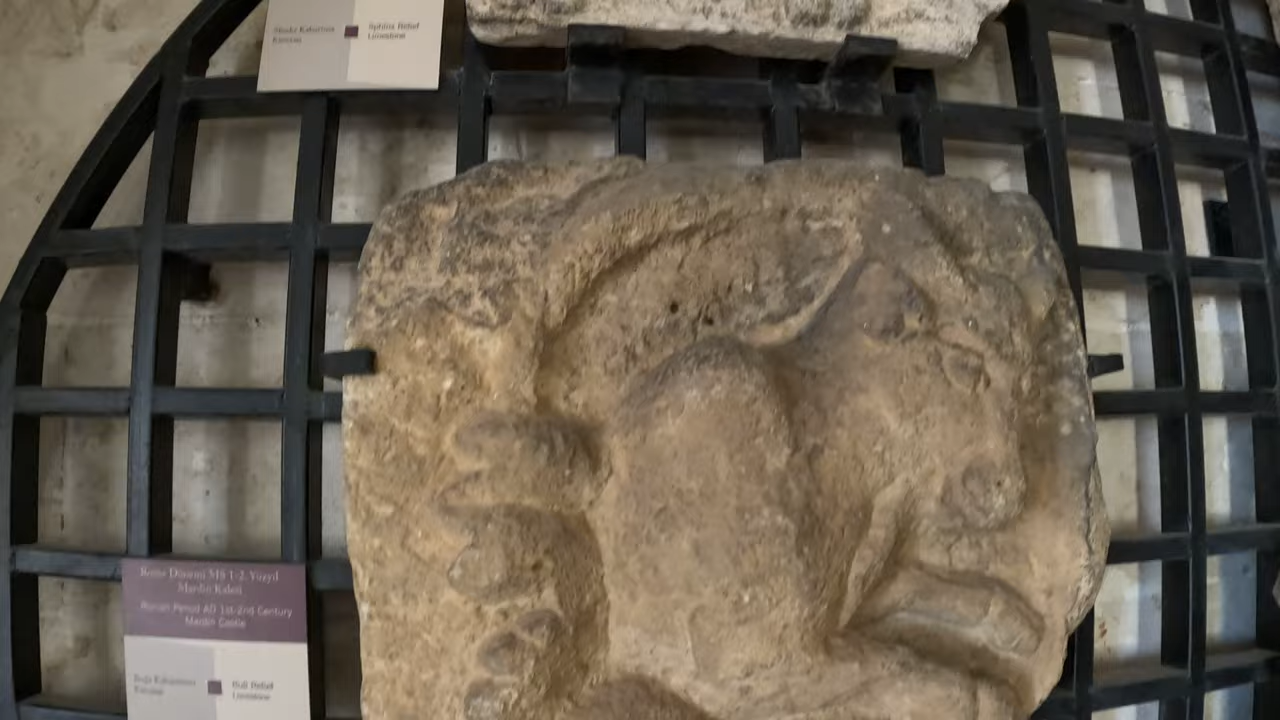 Sfenks Kabartma
Kireçtaşı
Sphinx Relief
Limestone
Roma Dönemi MS 1-2. Yüzyıl
Mardin Kalesi
Roman Period AD 1st-2nd Century
Mardin Castle
Boğa Kabartması
Kireçtaşı
Bull Relief
Limestone